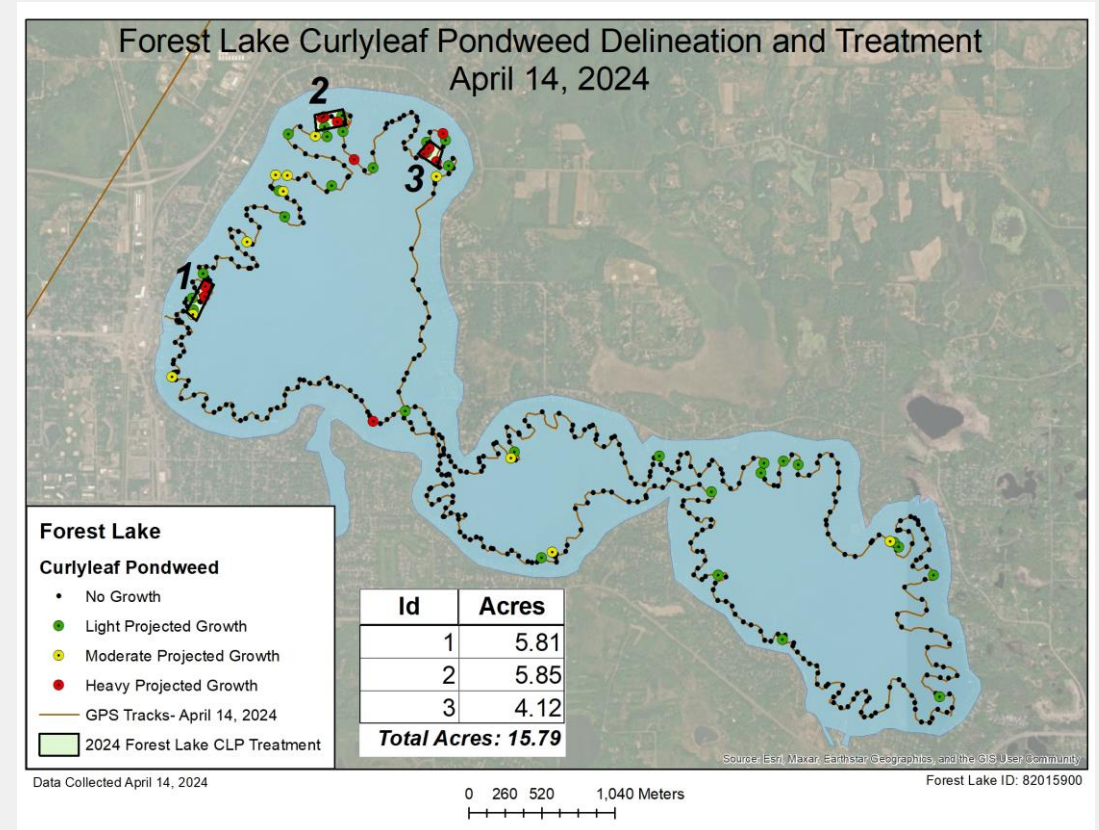 Forest Lake Curlyleaf Pondweed Delineation and Treatment
April 14, 2024
2
3
1
Forest Lake
Curlyleaf Pondweed
No Growth
Light Projected Growth
Moderate Projected Growth
Heavy Projected Growth
GPS Tracks- April 14, 2024
2024 Forest Lake CLP Treatment
Id Acres
1 5.81
2 5.85
3 4.12
Total Acres: 15.79
Source: Esri, Maxar, Earthstar Geographics, and the GIS User Community
Data Collected April 14, 2024
Forest Lake ID: 82015900
0 260 520 1,040 Meters